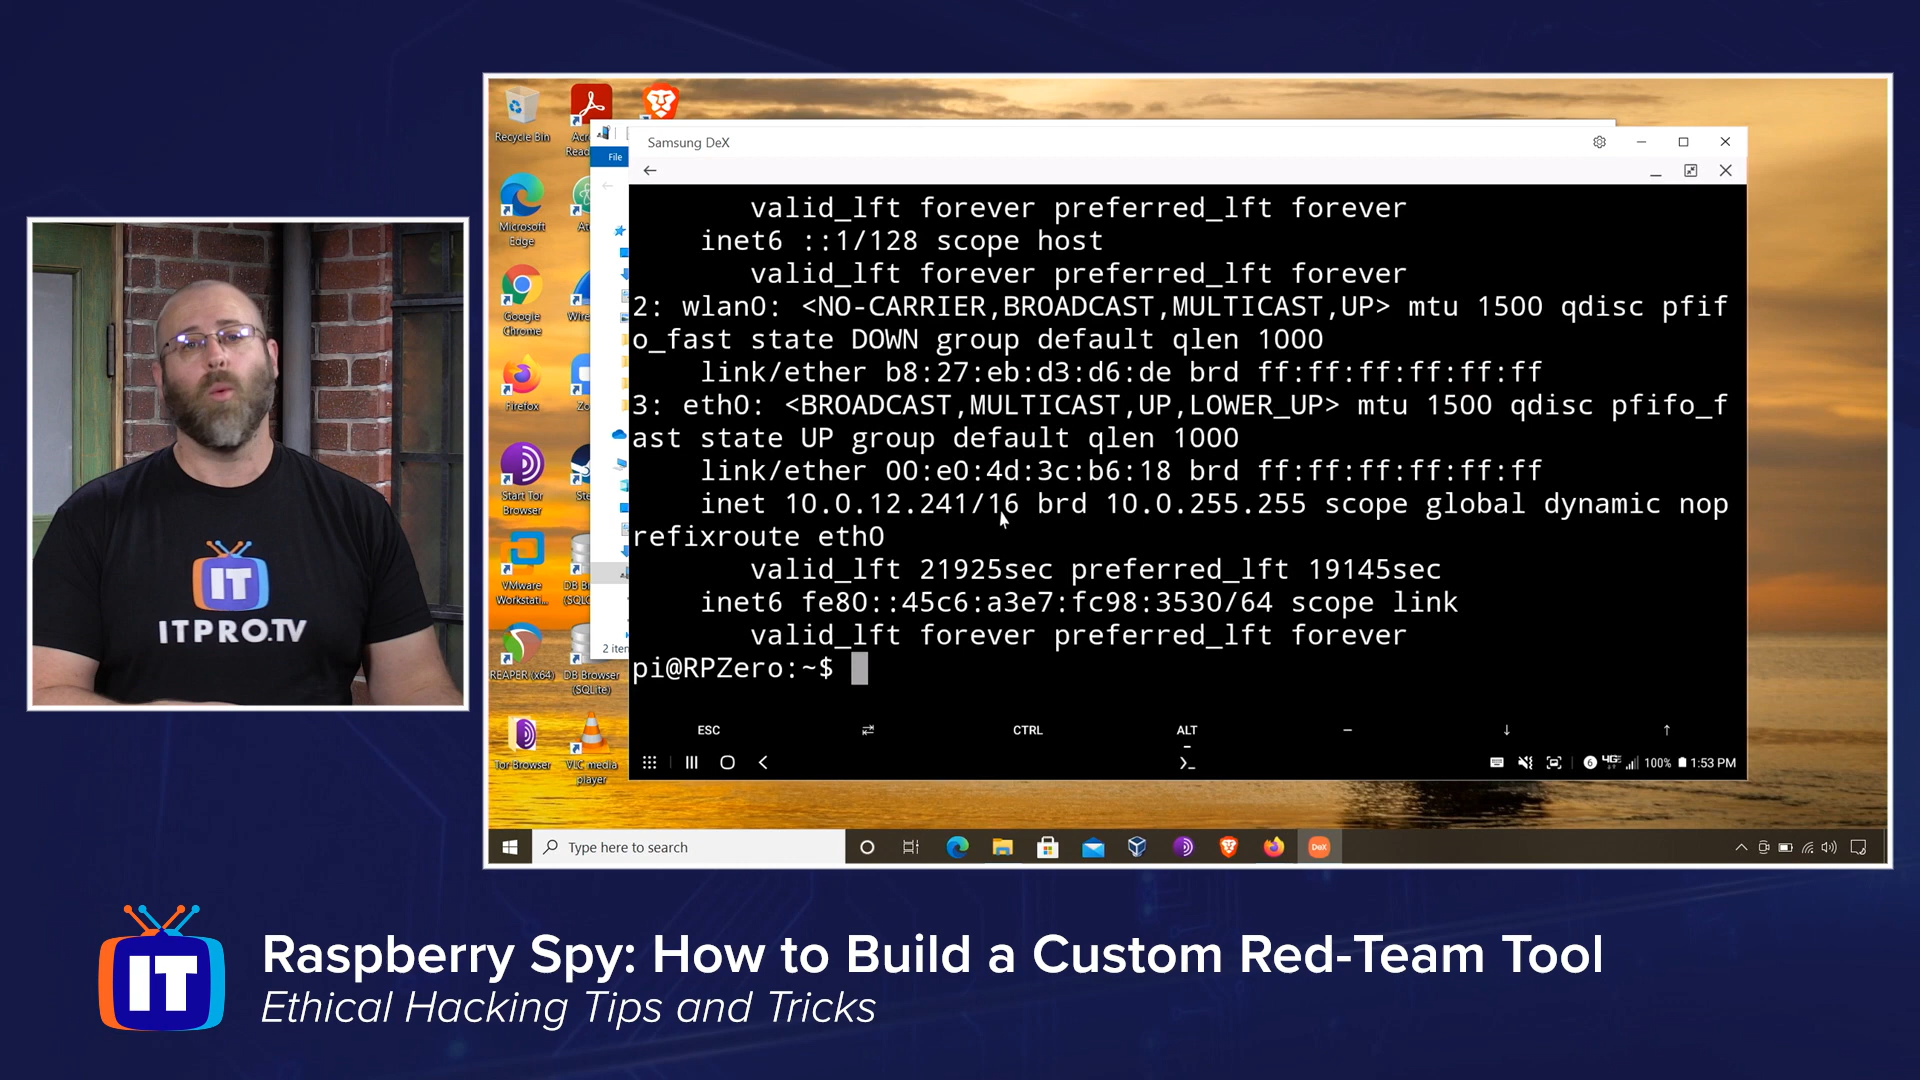 IT
ITPRO.TV
Recycle Bin
Microsoft
Edge
Google
Chrome
Firefox
Start Tor
Browser
VMware
Workstati...
REAPER (x64)
DB Browser
(SQLite)
Tor Browser
VLC media
player
File
Samsung DeX
valid_lft forever preferred_lft forever
inet6 ::1/128 scope host
valid_lft forever preferred_lft forever
2: wlan0: <NO-CARRIER,BROADCAST,MULTICAST,UP> mtu 1500 qdisc pfif
o_fast state DOWN group default qlen 1000
link/ether b8:27:eb:d3:d6:de brd ff:ff:ff:ff:ff:ff
3: eth0: <BROADCAST,MULTICAST,UP,LOWER_UP> mtu 1500 qdisc pfifo_f
ast state UP group default qlen 1000
link/ether 00:e0:4d:3c:b6:18 brd ff:ff:ff:ff:ff:ff
inet 10.0.12.241/16 brd 10.0.255.255 scope global dynamic nop
refixroute eth0
valid_lft 21925sec preferred_lft 19145sec
inet6 fe80::45c6:a3e7:fc98:3530/64 scope link
valid_lft forever preferred_lft forever
pi@RPZero:~$
ESC CTRL ALT
6 4GE 100% 1:53 PM
Type here to search
DeX
IT
Raspberry Spy: How to Build a Custom Red-Team Tool
Ethical Hacking Tips and Tricks